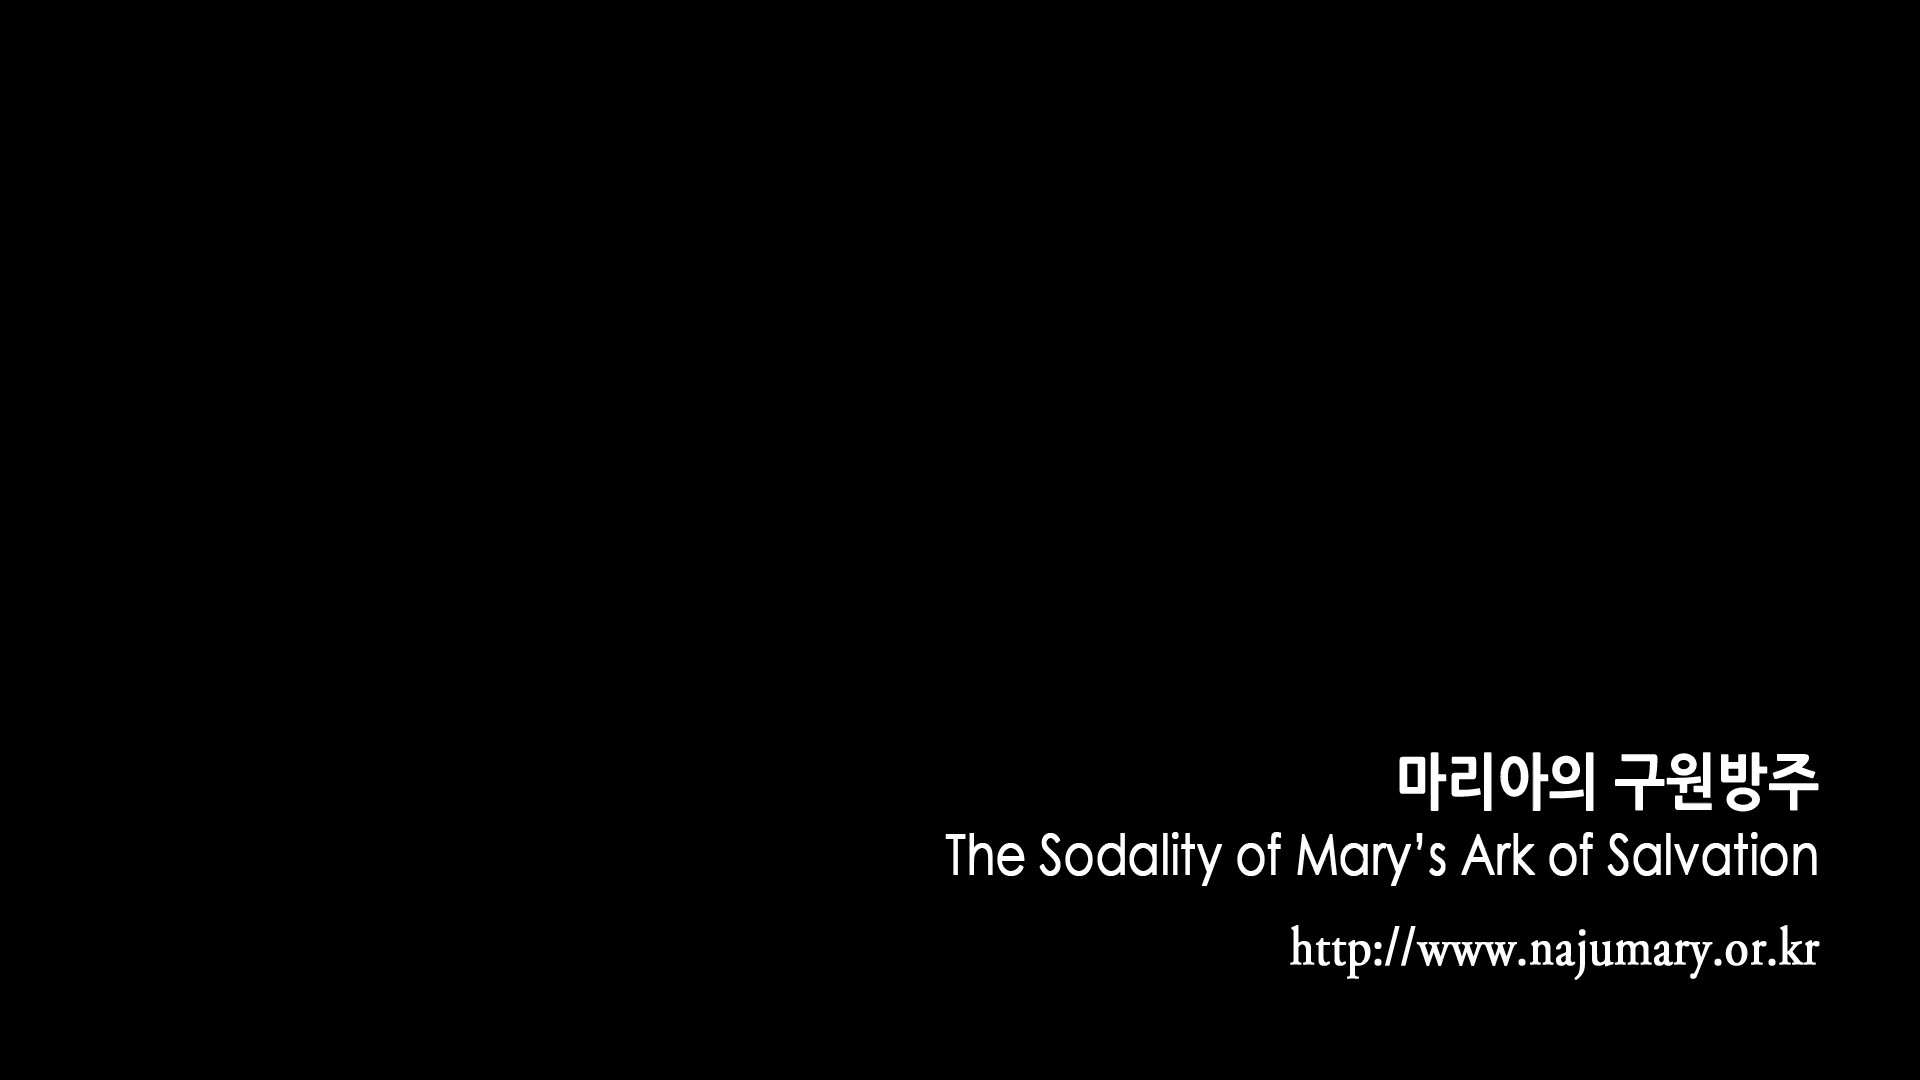 마리아의 구원방주
The Sodality of Mary’s Ark of Salvation
http://www.najumary.or.kr